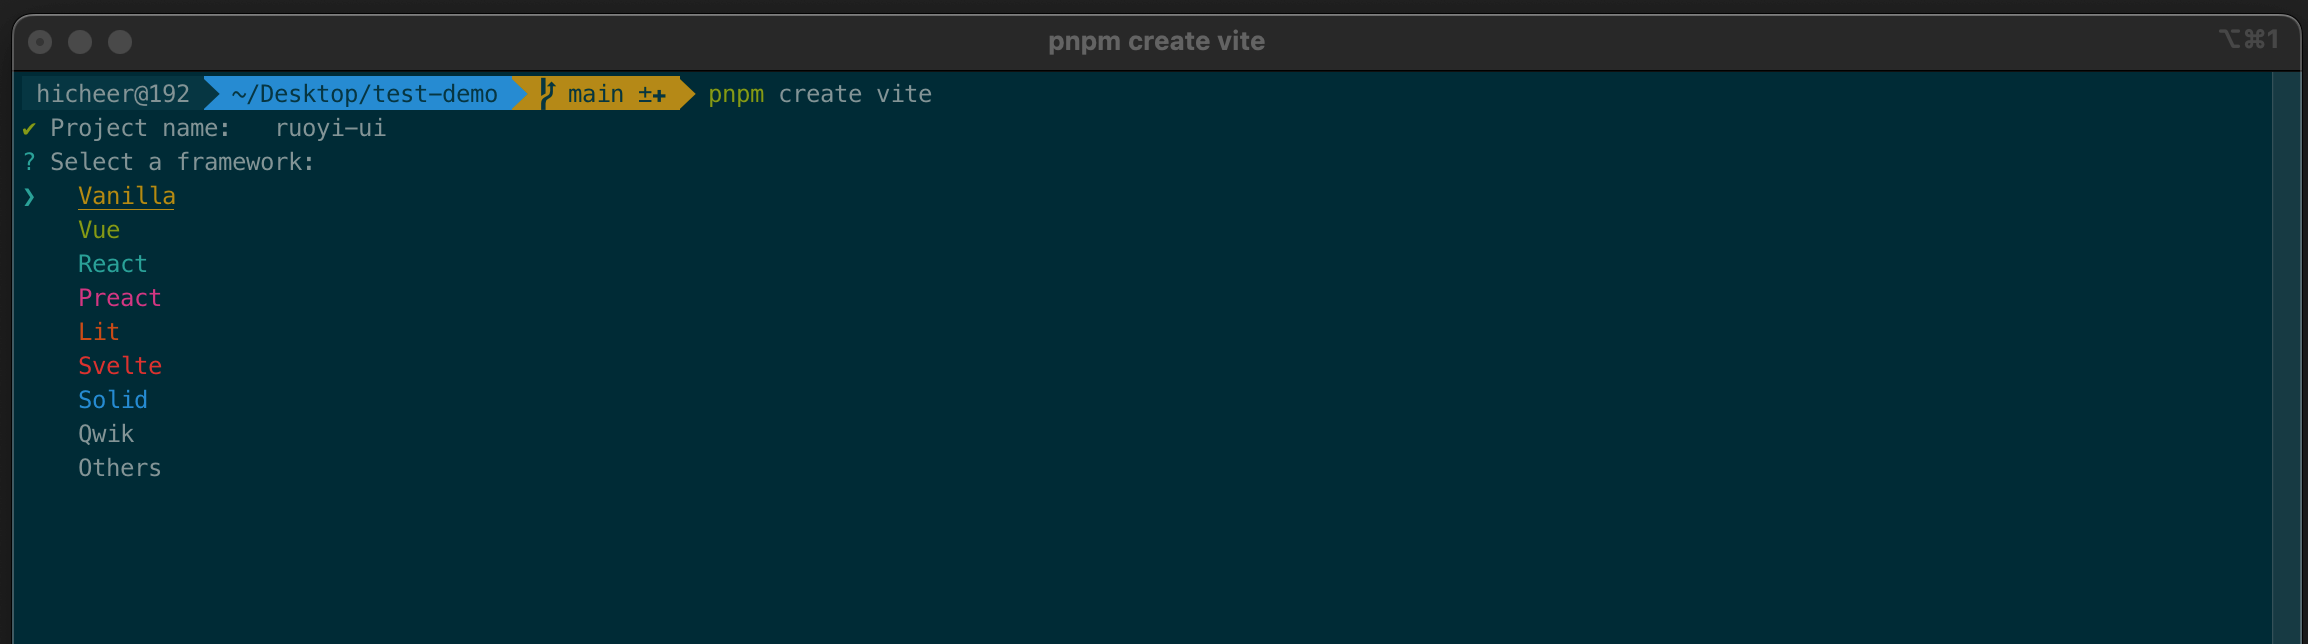 pnpm create vite
⌥⌘1
hicheer@192 ~/Desktop/test-demo main ±✚ pnpm create vite
✔ Project name: ruoyi-ui
? Select a framework:
❯ Vanilla
Vue
React
Preact
Lit
Svelte
Solid
Qwik
Others